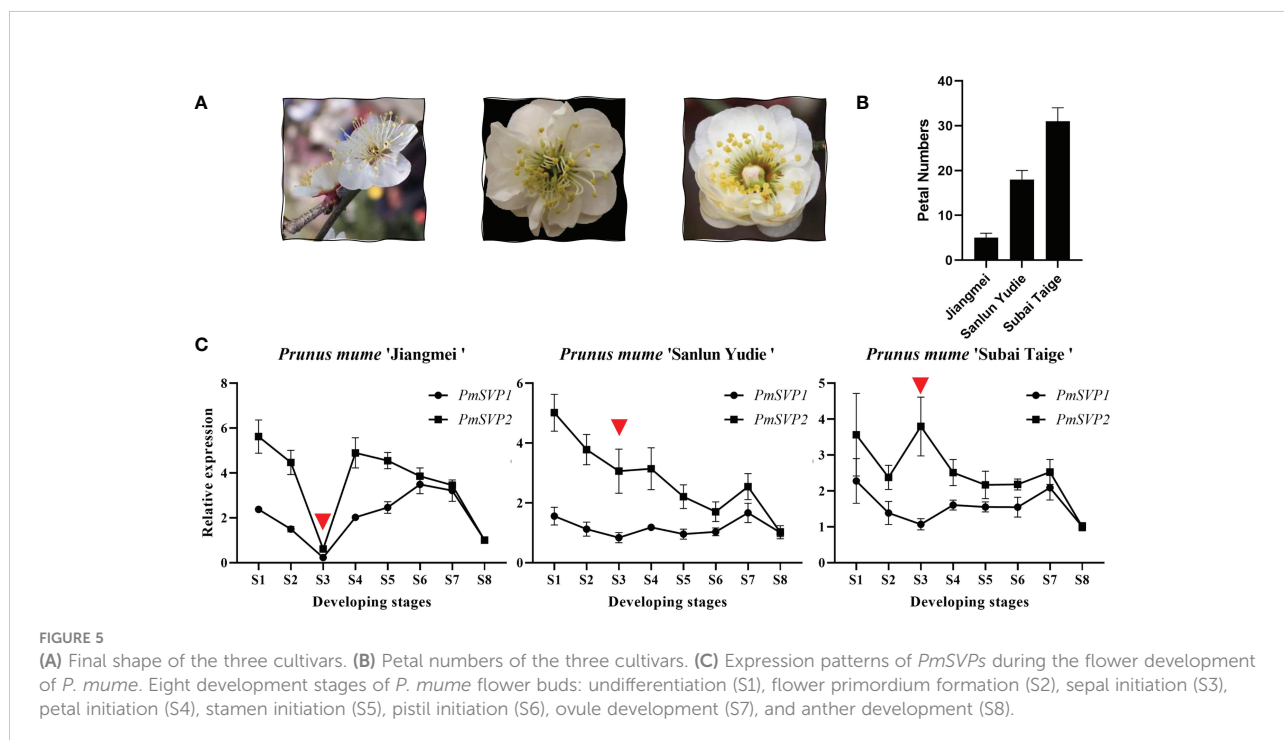 A
B
40
30
20
10
0
Petal Numbers
Jiangmei
Sanlun Yudie
Subai Taige
C
Prunus mume 'Jiangmei '
Prunus mume 'Sanlun Yudie '
Prunus mume 'Subai Taige '
8
6
4
2
0
Relative expression
PmSVP1
PmSVP2
S1 S2 S3 S4 S5 S6 S7 S8
Developing stages
6
4
2
0
PmSVP1
PmSVP2
S1 S2 S3 S4 S5 S6 S7 S8
Developing stages
5
4
3
2
1
0
PmSVP1
PmSVP2
S1 S2 S3 S4 S5 S6 S7 S8
Developing stages
FIGURE 5
(A) Final shape of the three cultivars. (B) Petal numbers of the three cultivars. (C) Expression patterns of PmSVPs during the flower development
of P. mume. Eight development stages of P. mume flower buds: undifferentiation (S1), flower primordium formation (S2), sepal initiation (S3),
petal initiation (S4), stamen initiation (S5), pistil initiation (S6), ovule development (S7), and anther development (S8).